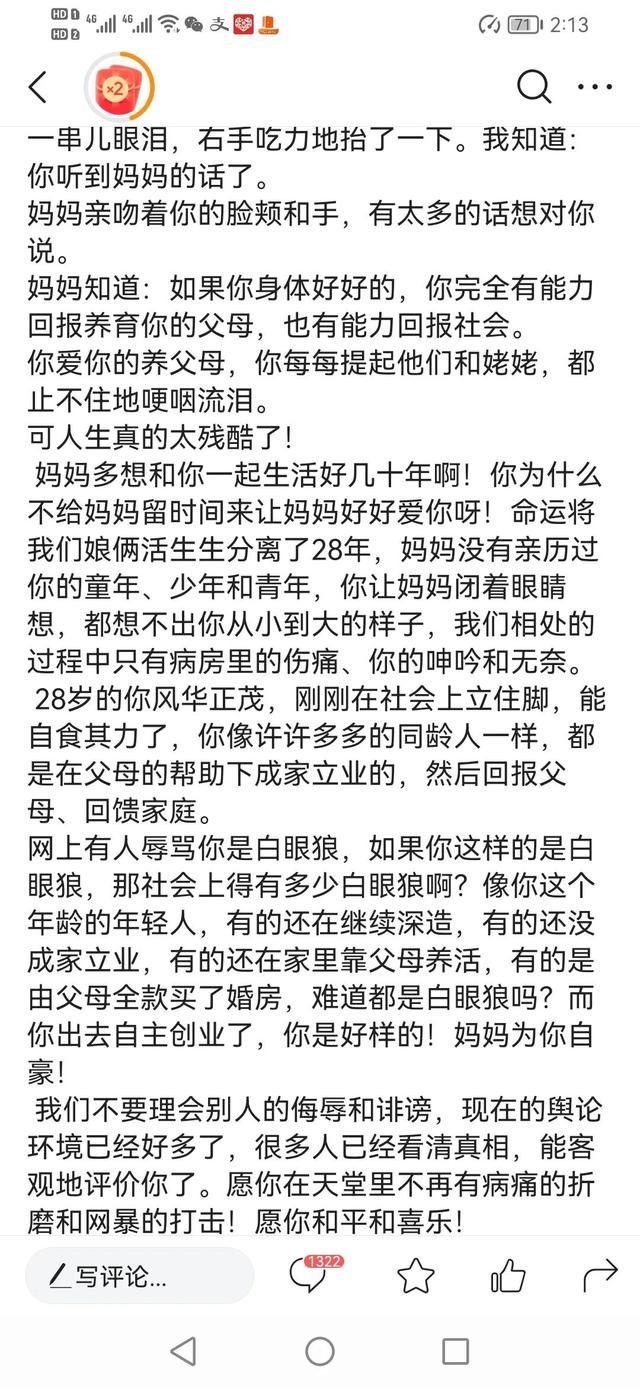 HD 1 4G 4G 支 71 2:13
HD 2
×2
一串儿眼泪，右手吃力地抬了一下。我知道：
你听到妈妈的话了。
妈妈亲吻着你的脸颊和手，有太多的话想对你
说。
妈妈知道：如果你身体好好的，你完全有能力
回报养育你的父母，也有能力回报社会。
你爱你的养父母，你每每提起他们和姥姥，都
止不住地哽咽流泪。
可人生真的太残酷了！
妈妈多想和你一起生活好几十年啊！你为什么
不给妈妈留时间来让妈妈好好爱你呀！命运将
我们娘俩活生生分离了28年，妈妈没有亲历过
你的童年、少年和青年，你让妈妈闭着眼睛
想，都想不出你从小到大的样子，我们相处的
过程中只有病房里的伤痛、你的呻吟和无奈。
28岁的你风华正茂，刚刚在社会上立住脚，能
自食其力了，你像许许多多的同龄人一样，都
是在父母的帮助下成家立业的，然后回报父
母、回馈家庭。
网上有人辱骂你是白眼狼，如果你这样的是白
眼狼，那社会上得有多少白眼狼啊？像你这个
年龄的年轻人，有的还在继续深造，有的还没
成家立业，有的还在家里靠父母养活，有的是
由父母全款买了婚房，难道都是白眼狼吗？而
你出去自主创业了，你是好样的！妈妈为你自
豪！
我们不要理会别人的侮辱和诽谤，现在的舆论
环境已经好多了，很多人已经看清真相，能客
观地评价你了。愿你在天堂里不再有病痛的折
磨和网暴的打击！愿你和平和喜乐！
写评论... 1322